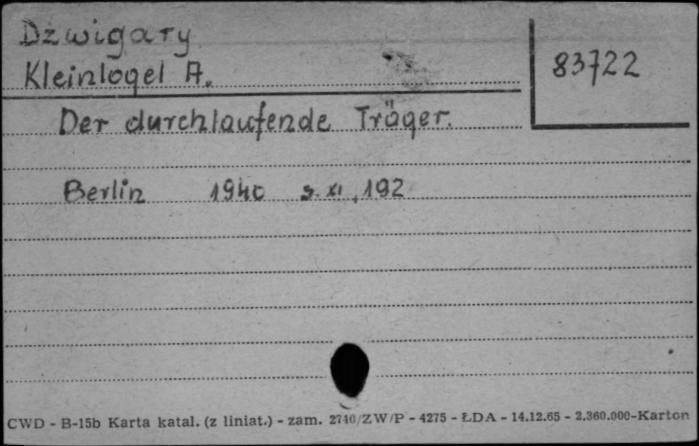 Dzwigary
Kleinlogel A.
83722
Der durchlaufende Träger.
Berlin 1940 s. XI, 192
CWD - B-15b Karta katal. (z liniat.) - zam. 2740/ZW/P - 4275 - ŁDA - 14.12.65 - 2.360.000-Karton